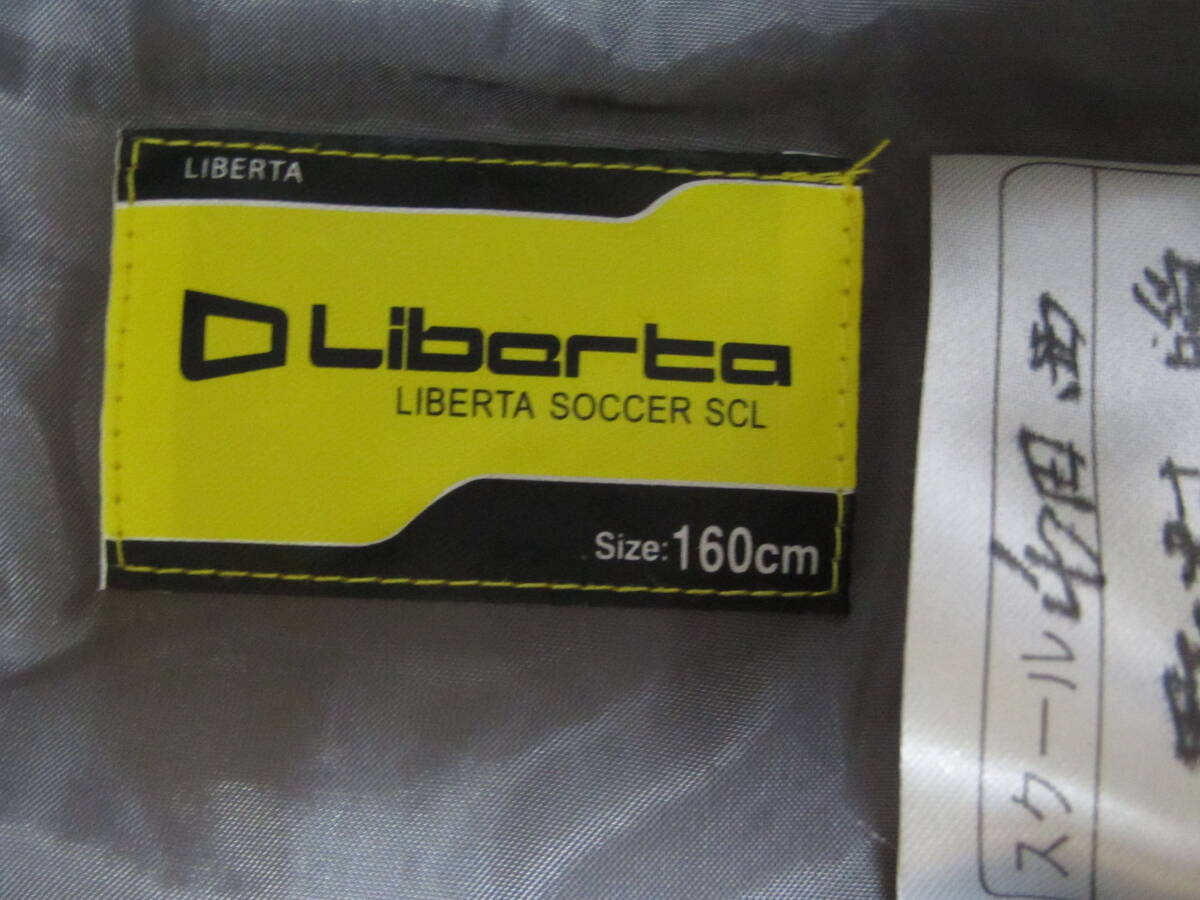 LIBERTA
Liberta
LIBERTA SOCCER SCL
Size:160cm
スクール